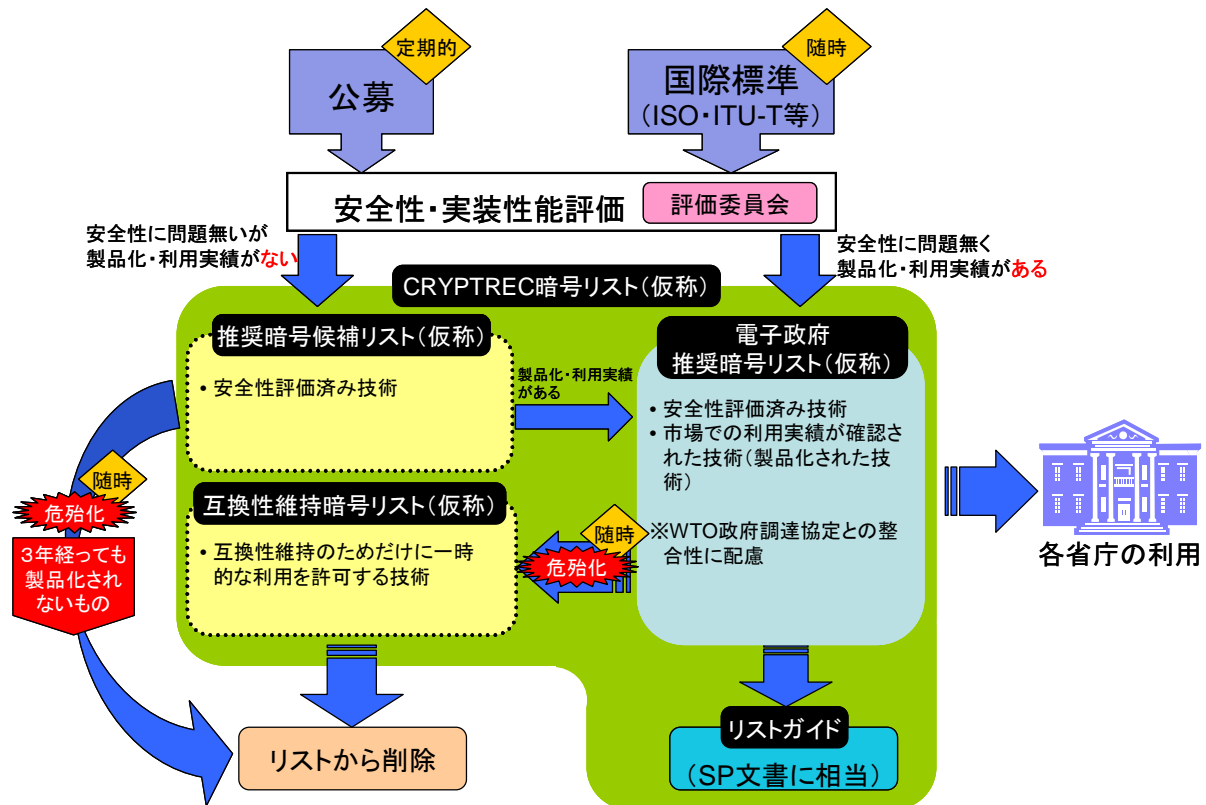 定期的
公募
随時
国際標準
(ISO・ITU-T等)
安全性・実装性能評価
評価委員会
安全性に問題無いが
製品化・利用実績がない
安全性に問題無く
製品化・利用実績がある
CRYPTREC暗号リスト(仮称)
推奨暗号候補リスト(仮称)
• 安全性評価済み技術
製品化・利用実績
がある
電子政府
推奨暗号リスト(仮称)
• 安全性評価済み技術
• 市場での利用実績が確認さ
れた技術(製品化された技
術)
※WTO政府調達協定との整
合性に配慮
随時
危殆化
3年経っても
製品化され
ないもの
互換性維持暗号リスト(仮称)
• 互換性維持のためだけに一時
的な利用を許可する技術
随時
危殆化
各省庁の利用
リストから削除
リストガイド
(SP文書に相当)